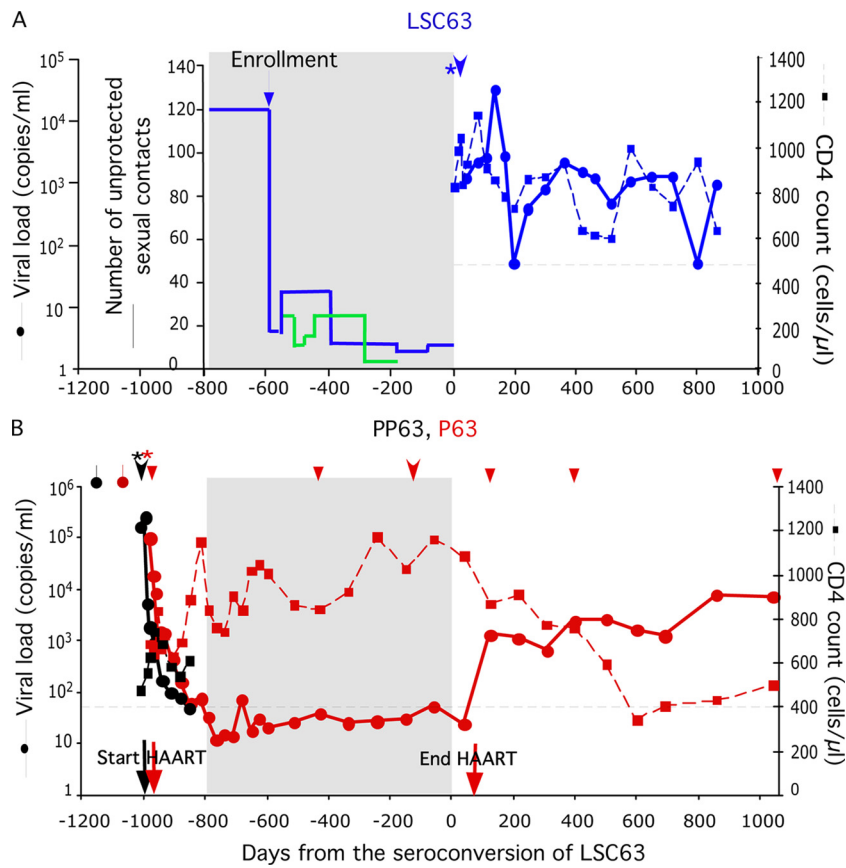 A
LSC63
Viral load (copies/ml)
10^5
10^4
10^3
10^2
10
1
Number of unprotected
sexual contacts
140
120
100
80
60
40
20
0
Enrollment
*
1400
1200
1000
800
600
400
200
0
CD4 count (cells/μl)
-1200 -1000 -800 -600 -400 -200 0 200 400 600 800 1000
B
PP63, P63
**
Viral load (copies/ml)
10^6
10^5
10^4
10^3
10^2
10
1
Start HAART
End HAART
1400
1200
1000
800
600
400
200
0
CD4 count (cells/μl)
-1200 -1000 -800 -600 -400 -200 0 200 400 600 800 1000
Days from the seroconversion of LSC63